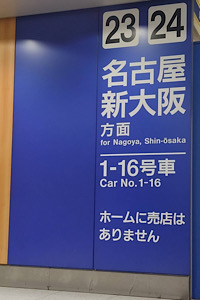 23 24
名古屋
新大阪
方面
for Nagoya, Shin-ōsaka
1-16号車
Car No.1-16
ホームに売店は
ありません